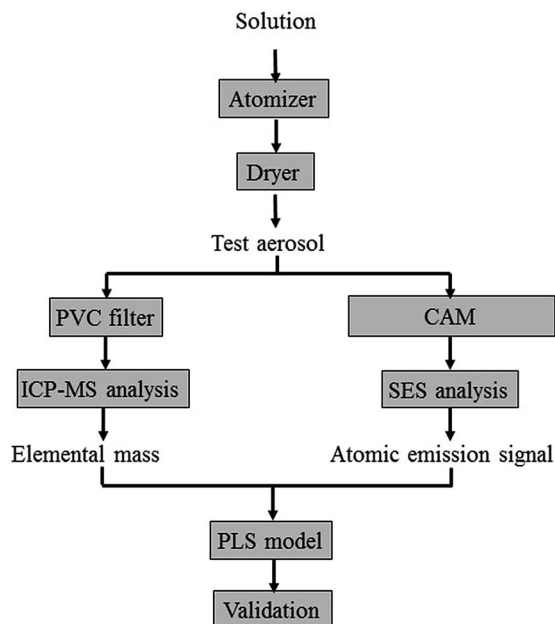 Solution
Atomizer
Dryer
Test aerosol
PVC filter
CAM
ICP-MS analysis
SES analysis
Elemental mass
Atomic emission signal
PLS model
Validation